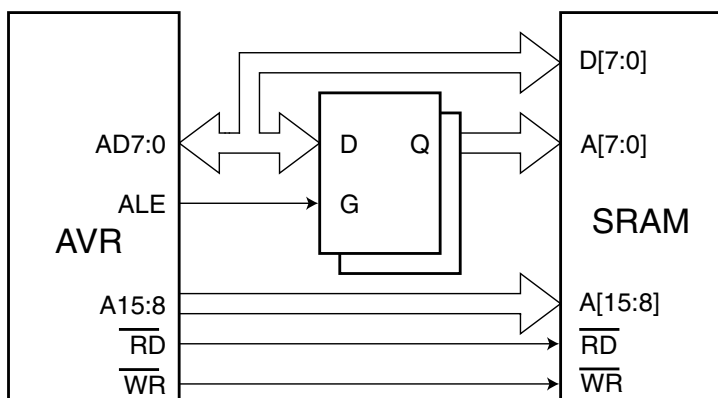 D[7:0]
AD7:0 D Q A[7:0]
ALE G
AVR SRAM
A15:8 A[15:8]
RD RD
WR WR